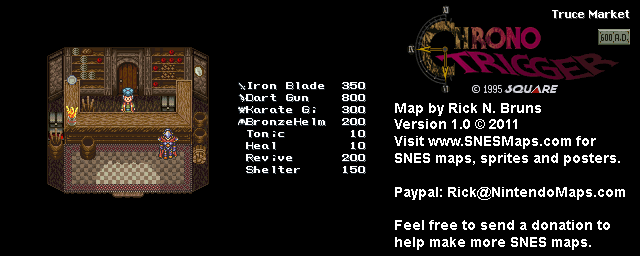 Truce Market
600 A.D.
CHRONO
TRIGGER
© 1995 SQUARE
Iron Blade 350
Dart Gun 800
Karate Gi 300
BronzeHelm 200
Tonic 10
Heal 10
Revive 200
Shelter 150
Map by Rick N. Bruns
Version 1.0 © 2011
Visit www.SNESMaps.com for
SNES maps, sprites and posters.
Paypal: Rick@NintendoMaps.com
Feel free to send a donation to
help make more SNES maps.